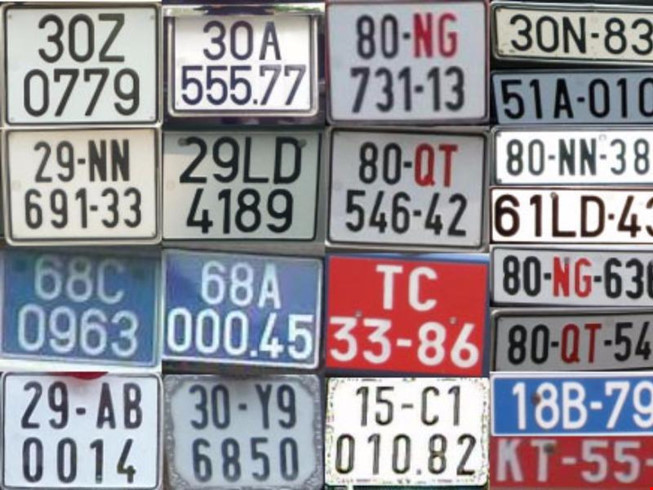 30Z
0779
30A
555.77
80-NG
731-13
30N-83
51A-010
29-NN
691-33
29LD
4189
80-QT
546-42
80-NN-38
61LD-43
68C
0963
68A
000.45
TC
33-86
80-NG-636
80-QT-54
29-AB
0014
30-Y9
6850
15-C1
010.82
18B-79
KT-55-